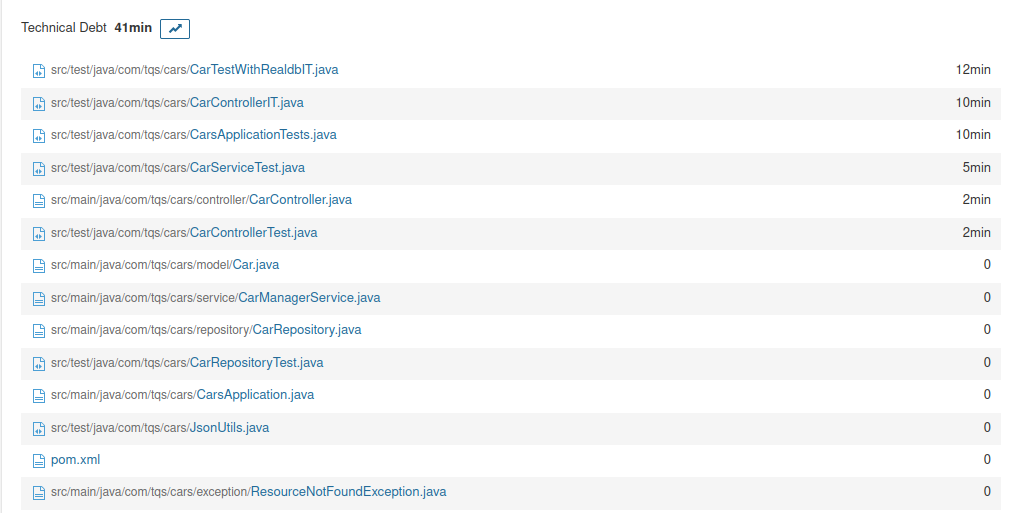 Technical Debt 41min
src/test/java/com/tqs/cars/CarTestWithRealdbIT.java 12min
src/test/java/com/tqs/cars/CarControllerIT.java 10min
src/test/java/com/tqs/cars/CarsApplicationTests.java 10min
src/test/java/com/tqs/cars/CarServiceTest.java 5min
src/main/java/com/tqs/cars/controller/CarController.java 2min
src/test/java/com/tqs/cars/CarControllerTest.java 2min
src/main/java/com/tqs/cars/model/Car.java 0
src/main/java/com/tqs/cars/service/CarManagerService.java 0
src/main/java/com/tqs/cars/repository/CarRepository.java 0
src/test/java/com/tqs/cars/CarRepositoryTest.java 0
src/main/java/com/tqs/cars/CarsApplication.java 0
src/test/java/com/tqs/cars/JsonUtils.java 0
pom.xml 0
src/main/java/com/tqs/cars/exception/ResourceNotFoundException.java 0